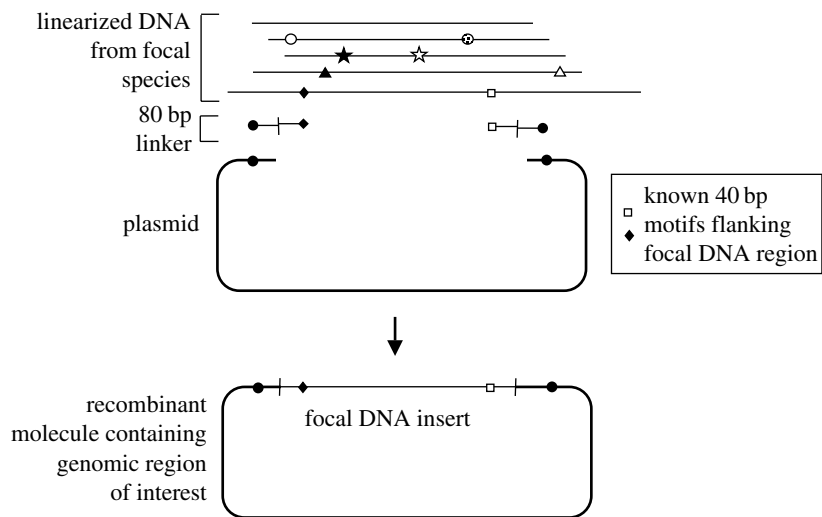 linearized DNA
from focal
species
80 bp
linker
plasmid
known 40 bp
motifs flanking
focal DNA region
recombinant
molecule containing
genomic region
of interest
focal DNA insert